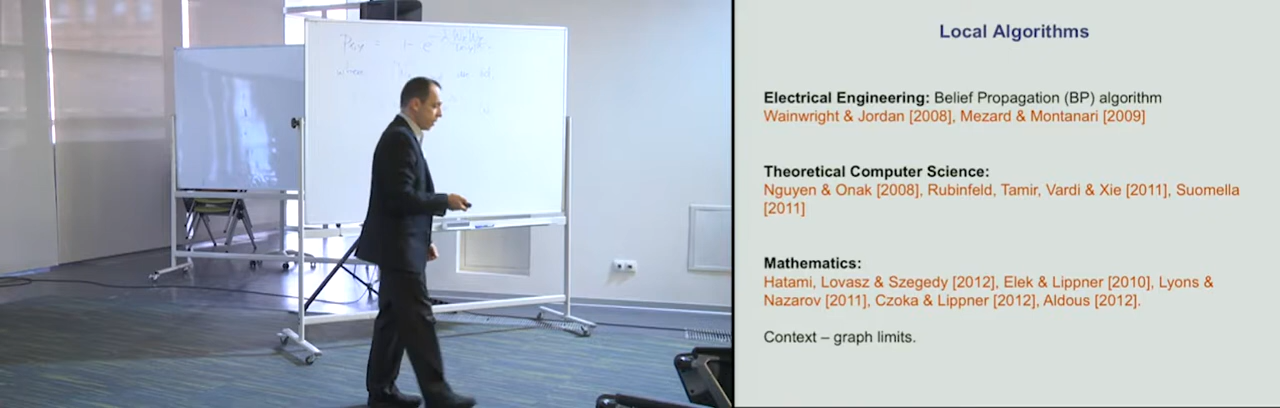 where
Local Algorithms
Electrical Engineering: Belief Propagation (BP) algorithm
Wainwright & Jordan [2008], Mezard & Montanari [2009]
Theoretical Computer Science:
Nguyen & Onak [2008], Rubinfeld, Tamir, Vardi & Xie [2011], Suomella
[2011]
Mathematics:
Hatami, Lovasz & Szegedy [2012], Elek & Lippner [2010], Lyons &
Nazarov [2011], Czoka & Lippner [2012], Aldous [2012].
Context – graph limits.